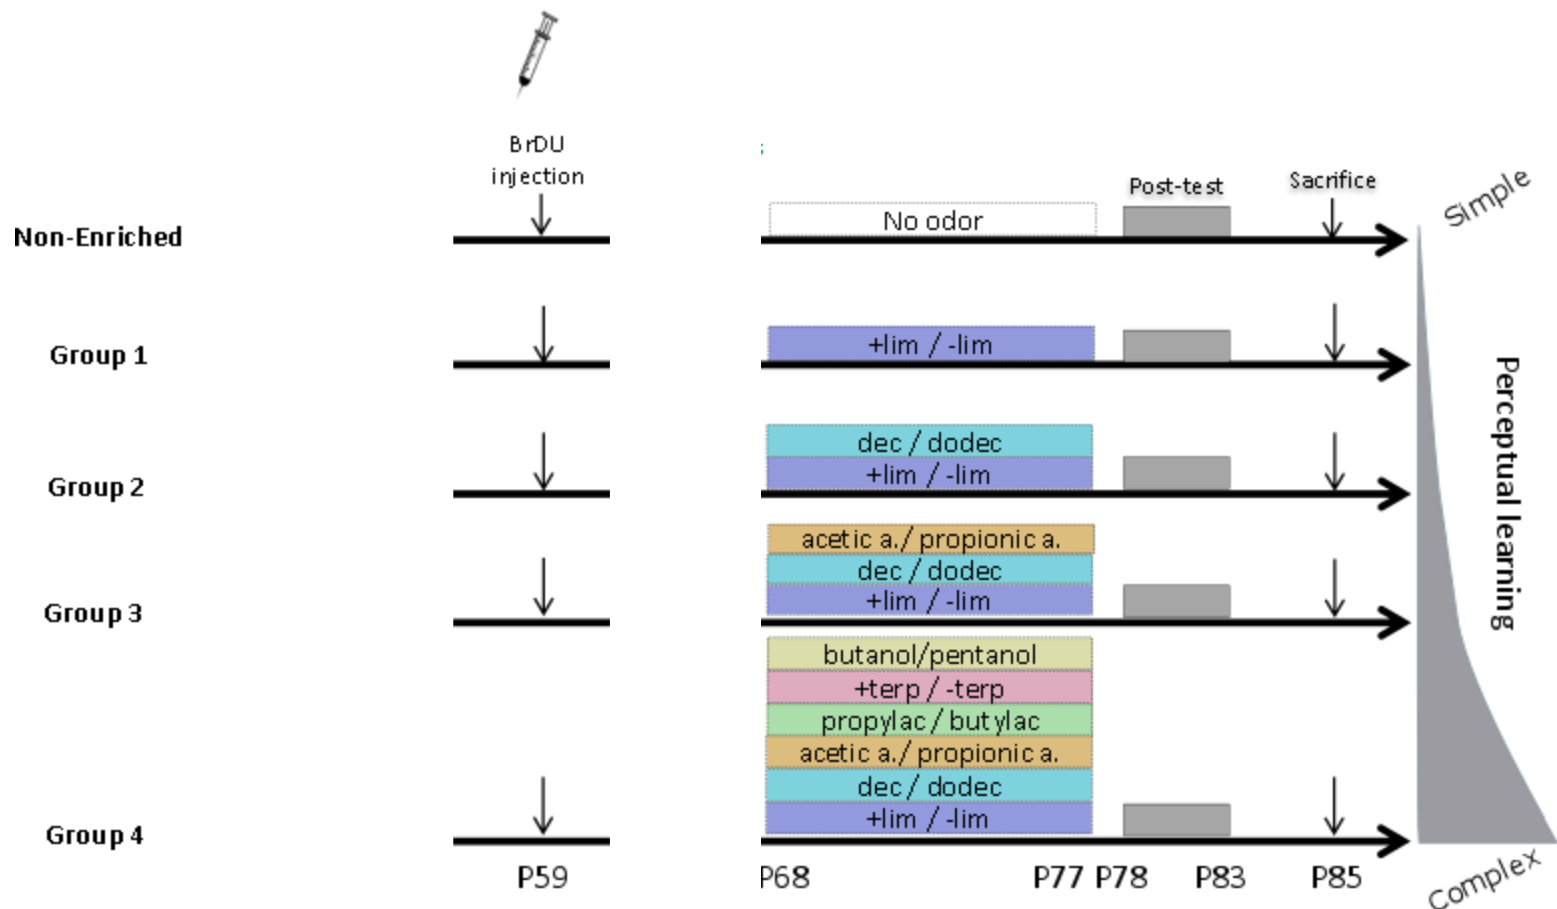 BrDU
injection
Post-test
Sacrifice
Simple
Non-Enriched
No odor
Group 1
+lim / -lim
Perceptual learning
Group 2
dec / dodec
+lim / -lim
Group 3
acetic a./ propionic a.
dec / dodec
+lim / -lim
butanol/pentanol
+terp / -terp
propylac / butylac
acetic a./ propionic a.
dec / dodec
+lim / -lim
Group 4
P59 P68 P77 P78 P83 P85
Complex